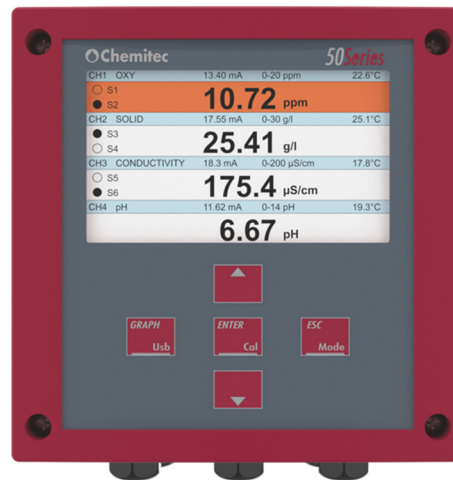 Chemitec 50Series
CH1 OXY 13.40 mA 0-20 ppm 22.6°C
S1
S2
10.72 ppm
CH2 SOLID 17.55 mA 0-30 g/l 25.1°C
S3
S4
25.41 g/l
CH3 CONDUCTIVITY 18.3 mA 0-200 µS/cm 17.8°C
S5
S6
175.4 µS/cm
CH4 pH 11.62 mA 0-14 pH 19.3°C
6.67 pH
GRAPH
Usb
ENTER
Cal
ESC
Mode